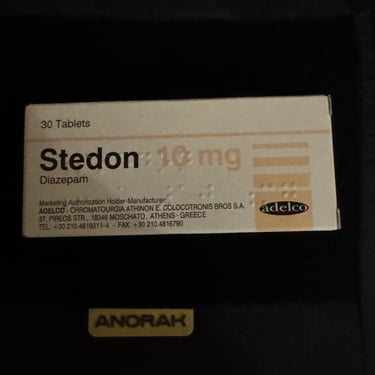 30 Tablets
Stedon 10 mg
Diazepam
Marketing Authorization Holder-Manufacturer:
ADELCO - CHROMATOURGIA ATHINON E. COLOCOTRONIS BROS S.A.
37, PIREOS STR., 18346 MOSCHATO, ATHENS - GREECE
TEL. +30 210.4819311-4 - FAX: +30 210.4816790
adelco
ANORAK